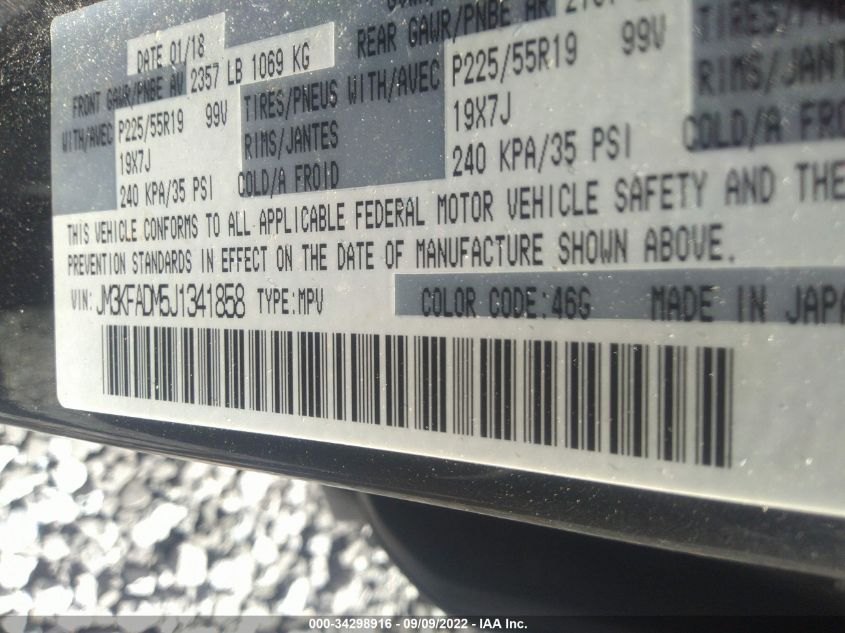 DATE 01/18
FRONT GAWR/PNBE AV 2357 LB 1069 KG
REAR GAWR/PNBE AR
WITH/AVEC P225/55R19 99V TIRES/PNEUS WITH/AVEC P225/55R19 99V TIRES/
19X7J RIMS/JANTES 19X7J RIMS/JANTES
240 KPA/35 PSI COLD/A FROID 240 KPA/35 PSI COLD/A
THIS VEHICLE CONFORMS TO ALL APPLICABLE FEDERAL MOTOR VEHICLE SAFETY AND THE
PREVENTION STANDARDS IN EFFECT ON THE DATE OF MANUFACTURE SHOWN ABOVE.
VIN: JM3KFADM5J1341858 TYPE:MPV COLOR CODE:46G MADE IN JAPA
000-34298916 - 09/09/2022 - IAA Inc.